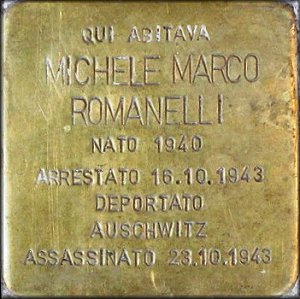 QUI ABITAVA
MICHELE MARCO
ROMANELLI
NATO 1940
ARRESTATO 16.10.1943
DEPORTATO
AUSCHWITZ
ASSASSINATO 23.10.1943